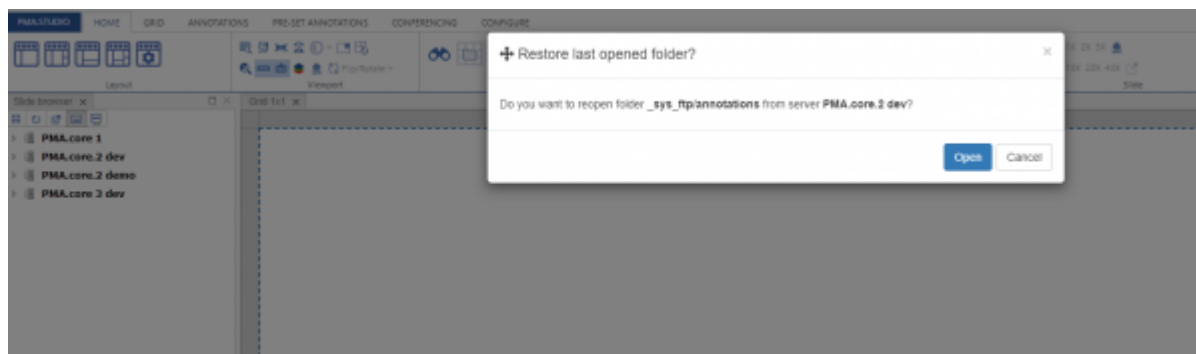 PMA.STUDIO HOME GRID ANNOTATIONS PRE-SET ANNOTATIONS CONFERENCING CONFIGURE
Restore last opened folder? ×
Flip/Rotate
Layout Viewport Slide
Slide browser × Grid 1x1 ×
Do you want to reopen folder _sys_ftp/annotations from server PMA.core.2 dev?
PMA.core 1
PMA.core.2 dev
Open Cancel
PMA.core.2 demo
PMA.core 3 dev